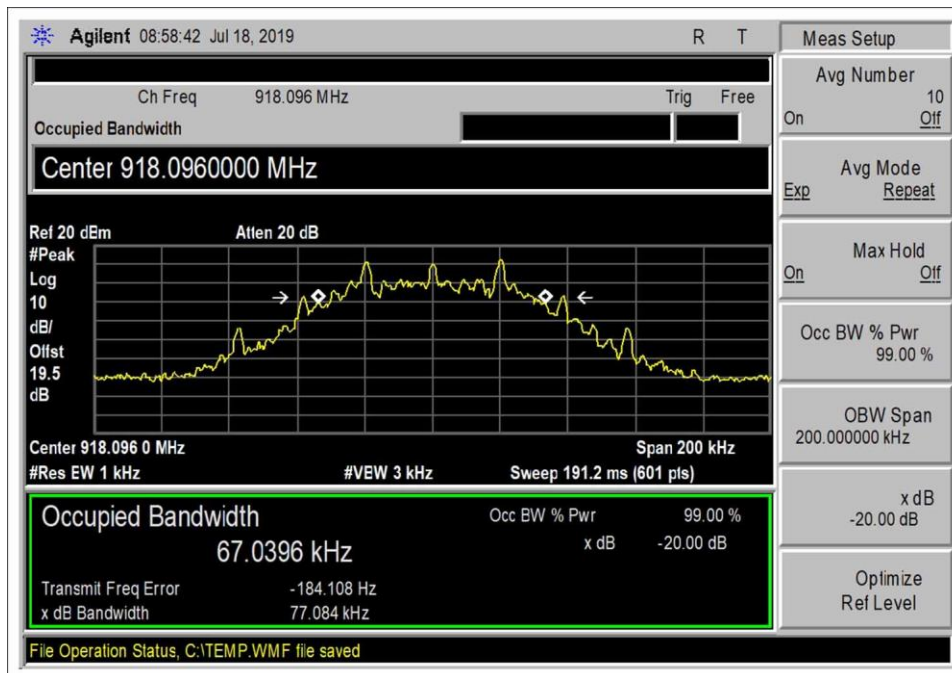 Agilent 08:58:42 Jul 18, 2019 R T
Ch Freq 918.096 MHz Trig Free
Occupied Bandwidth
Center 918.0960000 MHz
Ref 20 dEm Atten 20 dB
#Peak
Log
10
dB/
Offst
19.5
dB
Center 918.096 0 MHz Span 200 kHz
#Res EW 1 kHz #VEW 3 kHz Sweep 191.2 ms (601 pts)
Occupied Bandwidth Occ BW % Pwr 99.00 %
67.0396 kHz x dB -20.00 dB
Transmit Freq Error -184.108 Hz
x dB Bandwidth 77.084 kHz
File Operation Status, C:\TEMP.WMF file saved
Meas Setup
Avg Number
10
On Off
Avg Mode
Exp Repeat
Max Hold
On Off
Occ BW % Pwr
99.00 %
OBW Span
200.000000 kHz
x dB
-20.00 dB
Optimize
Ref Level